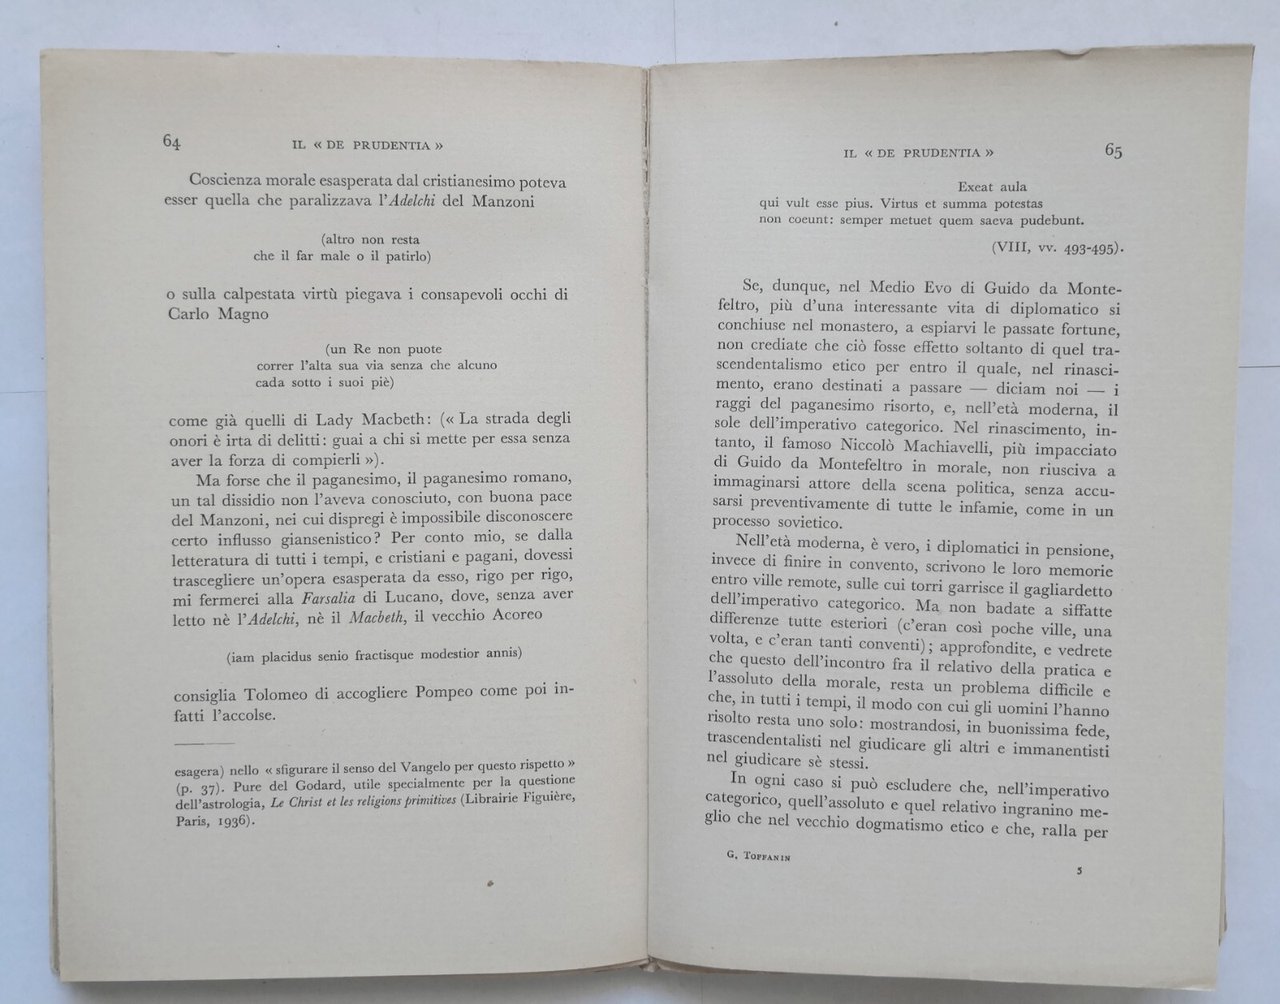 64
IL « DE PRUDENTIA »
Coscienza morale esasperata dal cristianesimo poteva
esser quella che paralizzava l'Adelchi del Manzoni
(altro non resta
che il far male o il patirlo)
o sulla calpestata virtù piegava i consapevoli occhi di
Carlo Magno
(un Re non puote
correr l'alta sua via senza che alcuno
cada sotto i suoi piè)
come già quelli di Lady Macbeth: (« La strada degli
onori è irta di delitti: guai a chi si mette per essa senza
aver la forza di compierli »).
Ma forse che il paganesimo, il paganesimo romano,
un tal dissidio non l'aveva conosciuto, con buona pace
del Manzoni, nei cui dispregi è impossibile disconoscere
certo influsso giansenistico? Per conto mio, se dalla
letteratura di tutti i tempi, e cristiani e pagani, dovessi
trascegliere un'opera esasperata da esso, rigo per rigo,
mi fermerei alla Farsalia di Lucano, dove, senza aver
letto nè l'Adelchi, nè il Macbeth, il vecchio Acoreo
(iam placidus senio fractisque modestior annis)
consiglia Tolomeo di accogliere Pompeo come poi in-
fatti l'accolse.
esagera) nello « sfigurare il senso del Vangelo per questo rispetto »
(p. 37). Pure del Godard, utile specialmente per la questione
dell'astrologia, Le Christ et les religions primitives (Librairie Figuière,
Paris, 1936).
IL « DE PRUDENTIA »
65
Exeat aula
qui vult esse pius. Virtus et summa potestas
non coeunt: semper metuet quem saeva pudebunt.
(VIII, vv. 493-495).
Se, dunque, nel Medio Evo di Guido da Monte-
feltro, più d'una interessante vita di diplomatico si
conchiuse nel monastero, a espiarvi le passate fortune,
non crediate che ciò fosse effetto soltanto di quel tra-
scendentalismo etico per entro il quale, nel rinasci-
mento, erano destinati a passare — diciam noi — i
raggi del paganesimo risorto, e, nell'età moderna, il
sole dell'imperativo categorico. Nel rinascimento, in-
tanto, il famoso Niccolò Machiavelli, più impacciato
di Guido da Montefeltro in morale, non riusciva a
immaginarsi attore della scena politica, senza accu-
sarsi preventivamente di tutte le infamie, come in un
processo sovietico.
Nell'età moderna, è vero, i diplomatici in pensione,
invece di finire in convento, scrivono le loro memorie
entro ville remote, sulle cui torri garrisce il gagliardetto
dell'imperativo categorico. Ma non badate a siffatte
differenze tutte esteriori (c'eran così poche ville, una
volta, e c'eran tanti conventi); approfondite, e vedrete
che questo dell'incontro fra il relativo della pratica e
l'assoluto della morale, resta un problema difficile e
che, in tutti i tempi, il modo con cui gli uomini l'hanno
risolto resta uno solo: mostrandosi, in buonissima fede,
trascendentalisti nel giudicare gli altri e immanentisti
nel giudicare sè stessi.
In ogni caso si può escludere che, nell'imperativo
categorico, quell'assoluto e quel relativo ingranino me-
glio che nel vecchio dogmatismo etico e che, ralla per
G. TOFFANIN
5